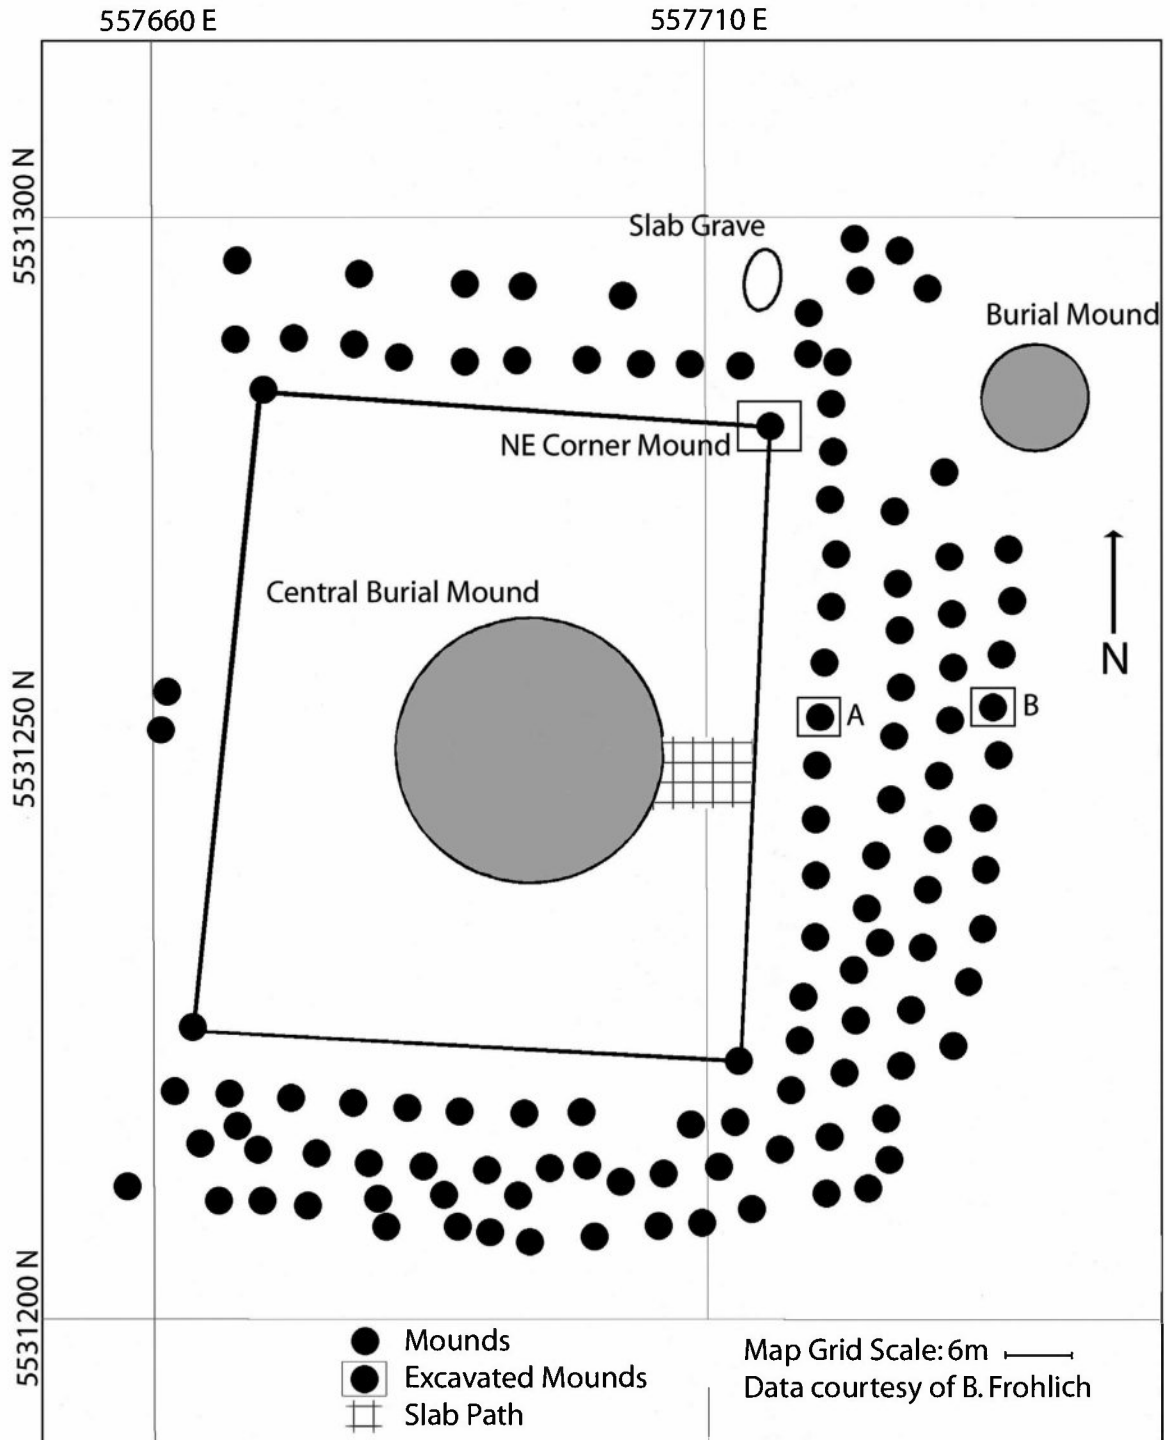 557660 E
557710 E
5531300 N
Slab Grave
Burial Mound
NE Corner Mound
Central Burial Mound
N
5531250 N
A
B
5531200 N
Mounds
Excavated Mounds
Slab Path
Map Grid Scale: 6m
Data courtesy of B. Frohlich